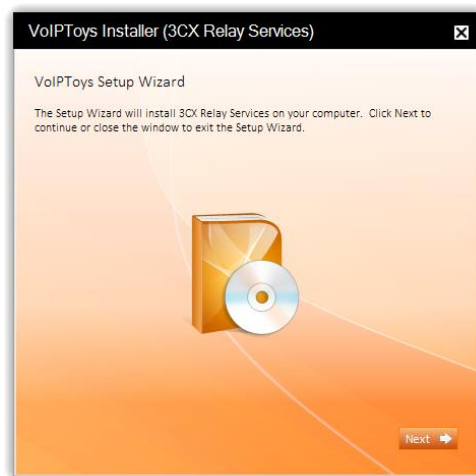 VoIPToys Installer (3CX Relay Services)
VoIPToys Setup Wizard
The Setup Wizard will install 3CX Relay Services on your computer.  Click Next to
continue or close the window to exit the Setup Wizard.
Next